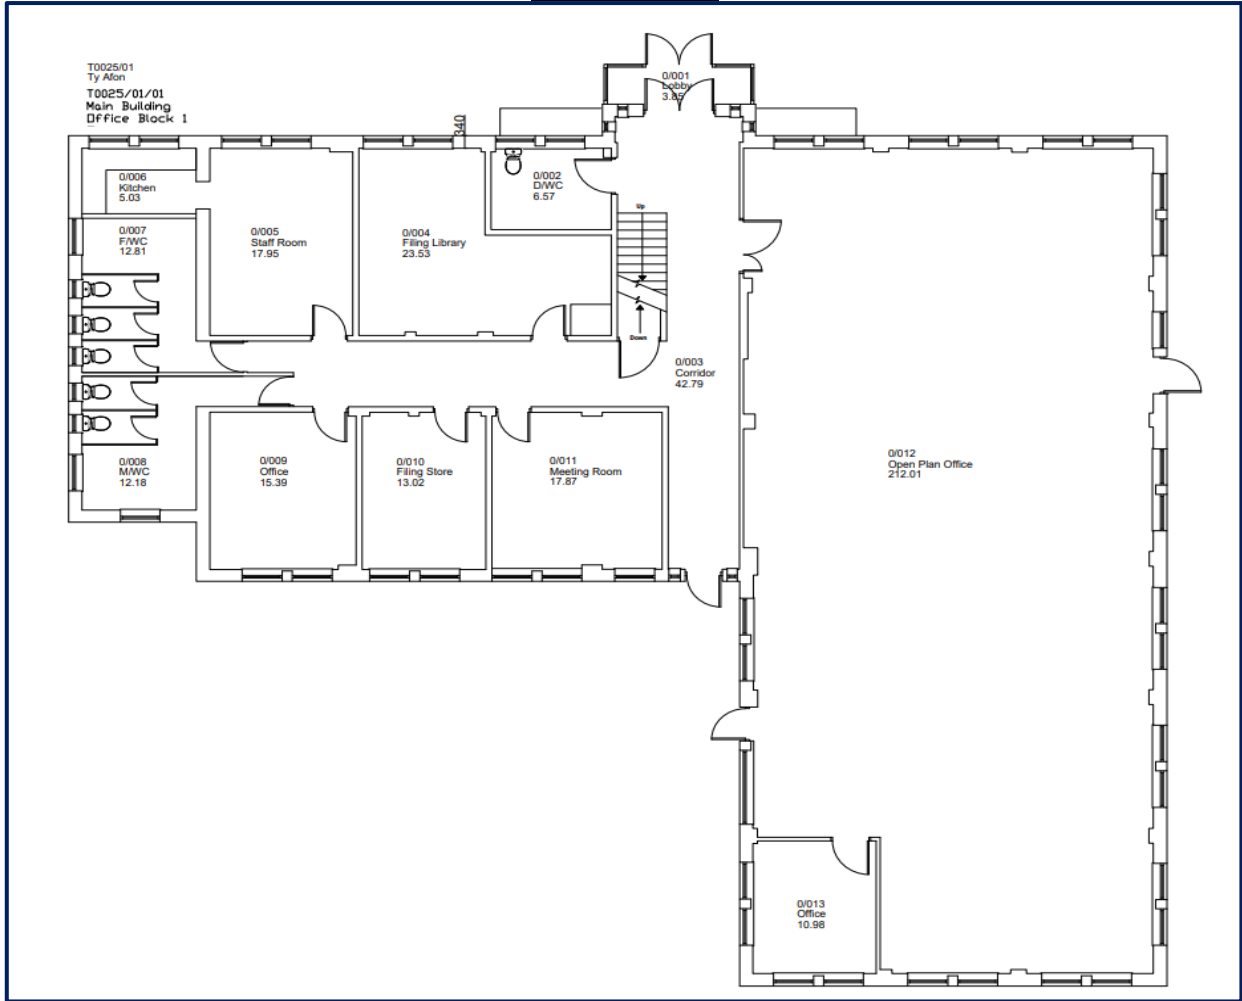 T0025/01
Ty Afon
T0025/01/01
Main Building
Office Block 1
0/001
Lobby
3.85
340
0/006
Kitchen
5.03
0/002
D/WC
6.57
Up
0/007
F/WC
12.81
0/005
Staff Room
17.95
0/004
Filing Library
23.53
Down
0/003
Corridor
42.79
0/008
M/WC
12.18
0/009
Office
15.39
0/010
Filing Store
13.02
0/011
Meeting Room
17.87
0/012
Open Plan Office
212.01
0/013
Office
10.98